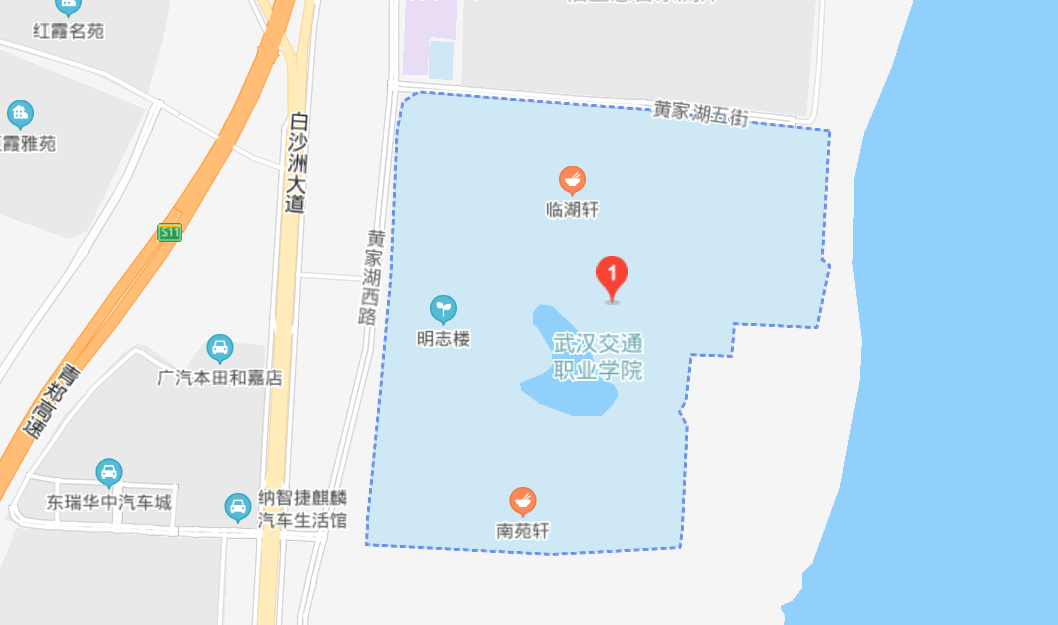 红霞名苑
霞雅苑
白沙洲大道
黄家湖五街
临湖轩
S11
黄家湖西路
1
明志楼
武汉交通
职业学院
广汽本田和嘉店
青郑高速
东瑞华中汽车城
纳智捷麒麟
汽车生活馆
南苑轩